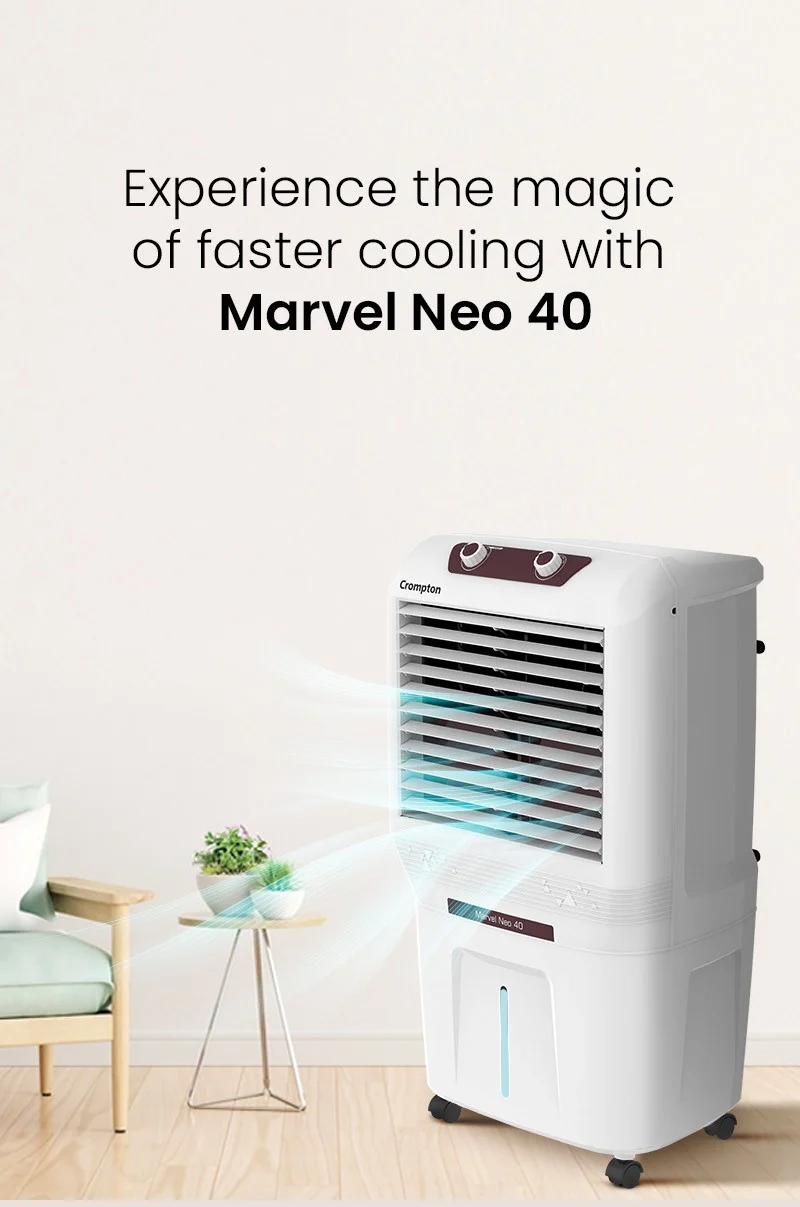 Experience the magic
of faster cooling with
Marvel Neo 40
Crompton
Marvel Neo 40